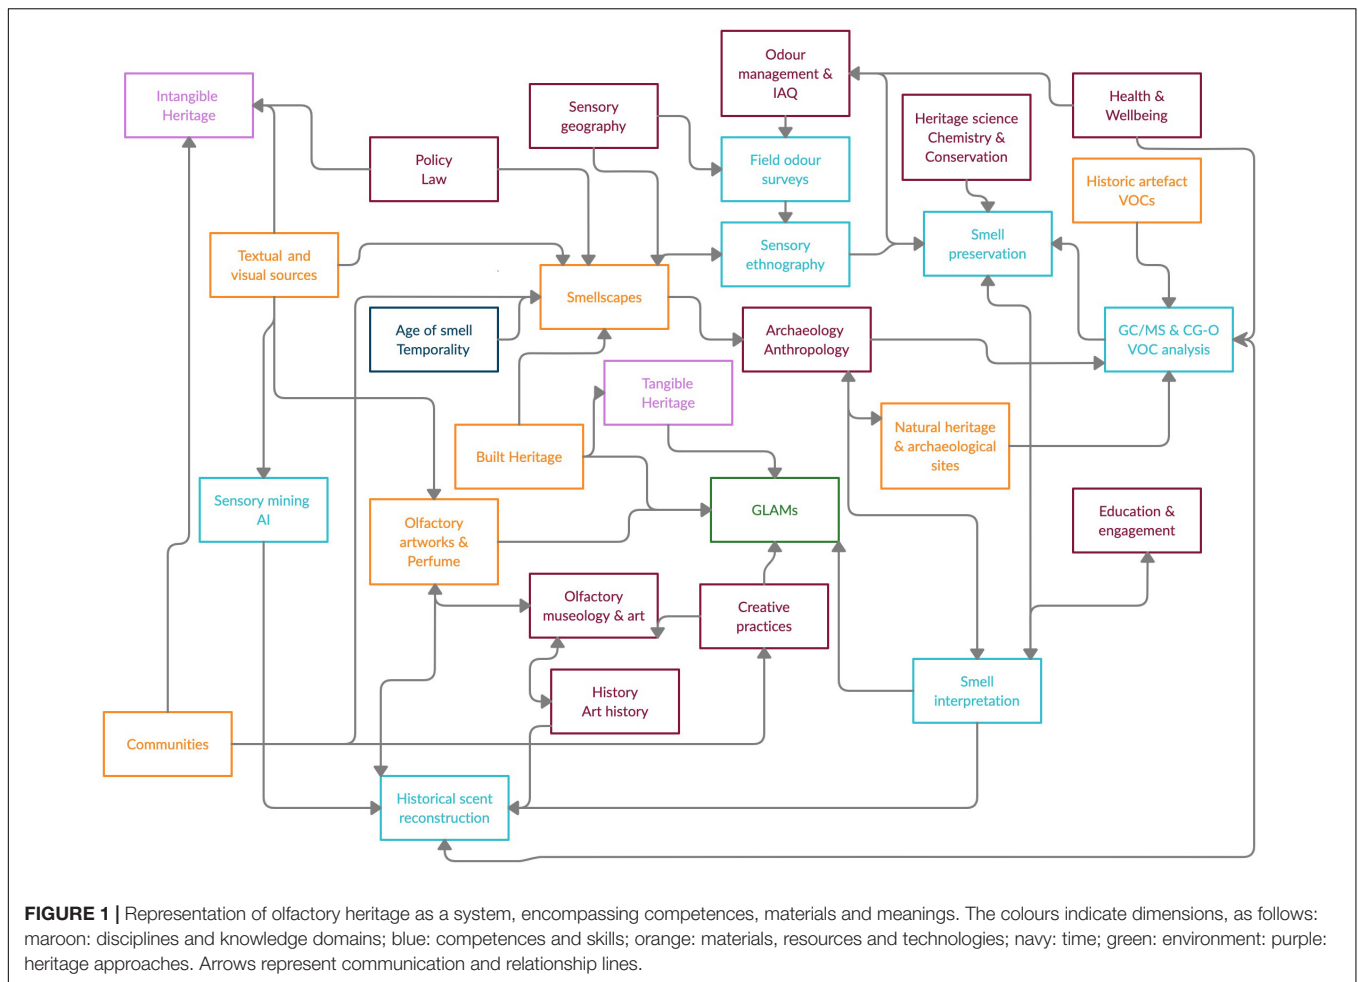 Odour
management &
IAQ
Intangible
Heritage
Sensory
geography
Health &
Wellbeing
Heritage science
Chemistry &
Conservation
Policy
Law
Field odour
surveys
Historic artefact
VOCs
Textual and
visual sources
Sensory
ethnography
Smell
preservation
Smellscapes
Age of smell
Temporality
Archaeology
Anthropology
GC/MS & CG-O
VOC analysis
Tangible
Heritage
Natural heritage
& archaeological
sites
Built Heritage
Sensory mining
AI
Olfactory
artworks &
Perfume
GLAMs
Education &
engagement
Olfactory
museology & art
Creative
practices
Smell
interpretation
History
Art history
Communities
Historical scent
reconstruction
FIGURE 1 | Representation of olfactory heritage as a system, encompassing competences, materials and meanings. The colours indicate dimensions, as follows:
maroon: disciplines and knowledge domains; blue: competences and skills; orange: materials, resources and technologies; navy: time; green: environment: purple:
heritage approaches. Arrows represent communication and relationship lines.